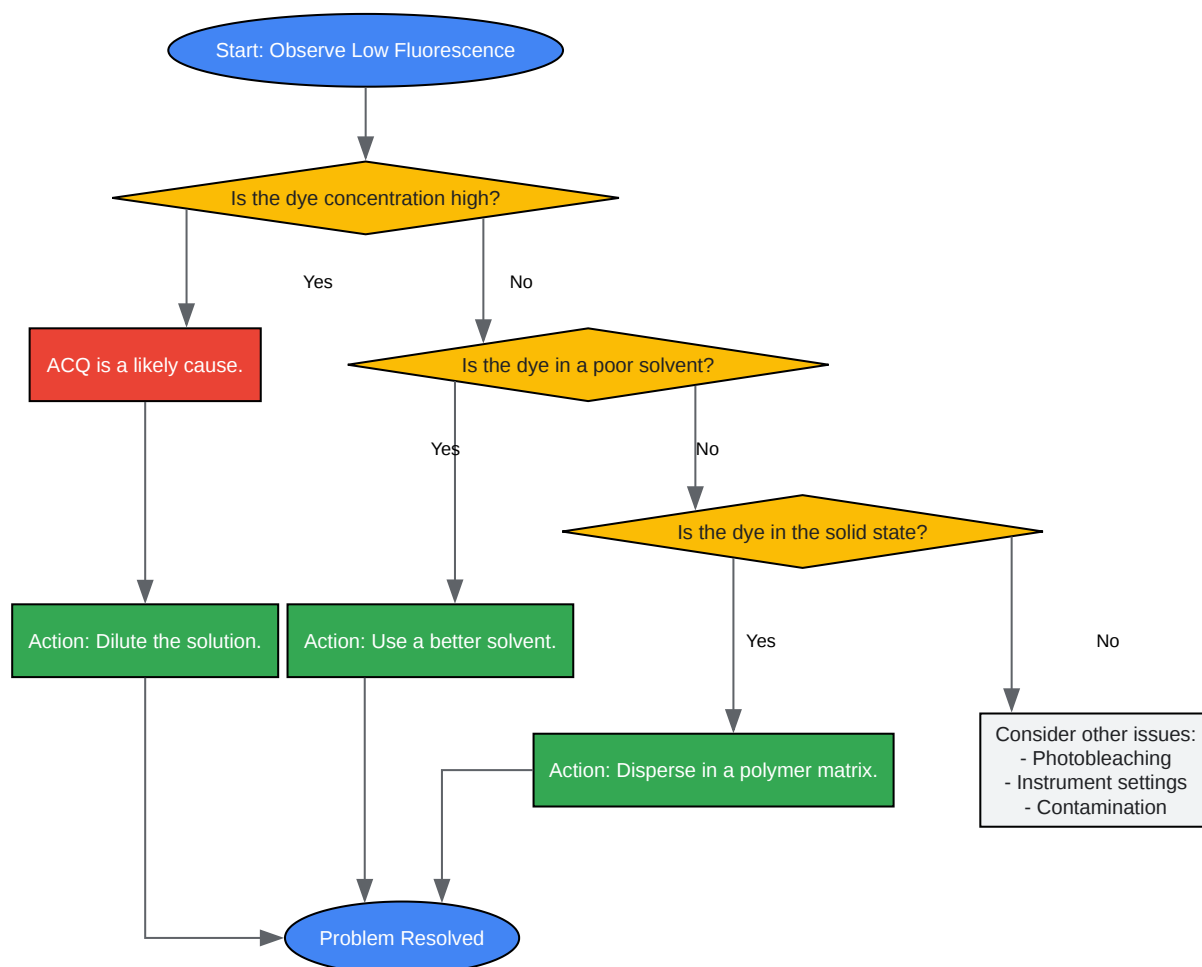 Start: Observe Low Fluorescence
Is the dye concentration high?
Yes
No
ACQ is a likely cause.
Is the dye in a poor solvent?
Yes
No
Is the dye in the solid state?
Action: Dilute the solution.
Action: Use a better solvent.
Yes
No
Action: Disperse in a polymer matrix.
Consider other issues:
- Photobleaching
- Instrument settings
- Contamination
Problem Resolved